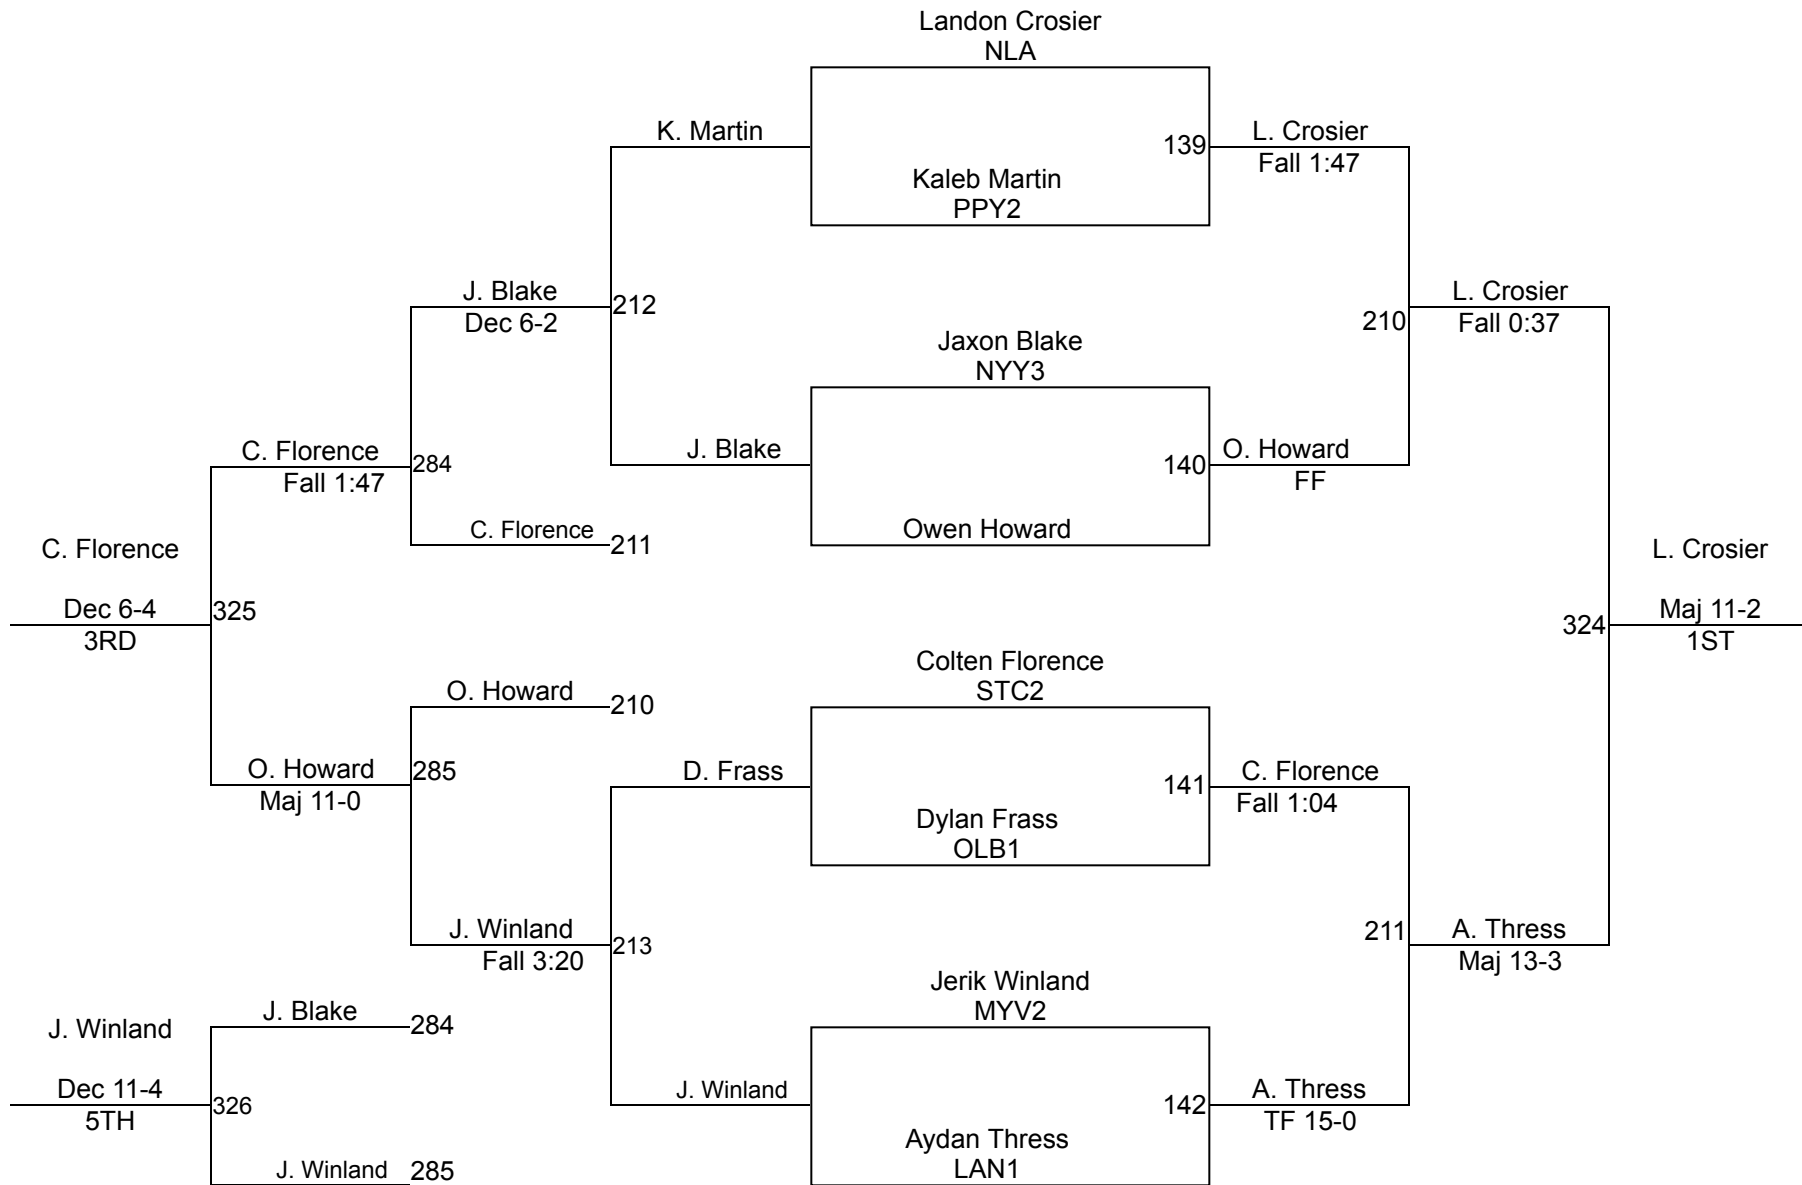 Landon Crosier
NLA
K. Martin
139
L. Crosier
Fall 1:47
Kaleb Martin
PPY2
J. Blake
Dec 6-2
212
L. Crosier
Fall 0:37
210
Jaxon Blake
NYY3
C. Florence
Fall 1:47
284
J. Blake
140
O. Howard
FF
C. Florence
211
Owen Howard
C. Florence
Dec 6-4
3RD
325
L. Crosier
Maj 11-2
1ST
324
Colten Florence
STC2
O. Howard
210
O. Howard
Maj 11-0
285
D. Frass
141
C. Florence
Fall 1:04
Dylan Frass
OLB1
J. Winland
Fall 3:20
213
211
A. Thress
Maj 13-3
Jerik Winland
MYV2
J. Winland
Dec 11-4
5TH
J. Blake
284
326
J. Winland
142
A. Thress
TF 15-0
Aydan Thress
LAN1
J. Winland
285